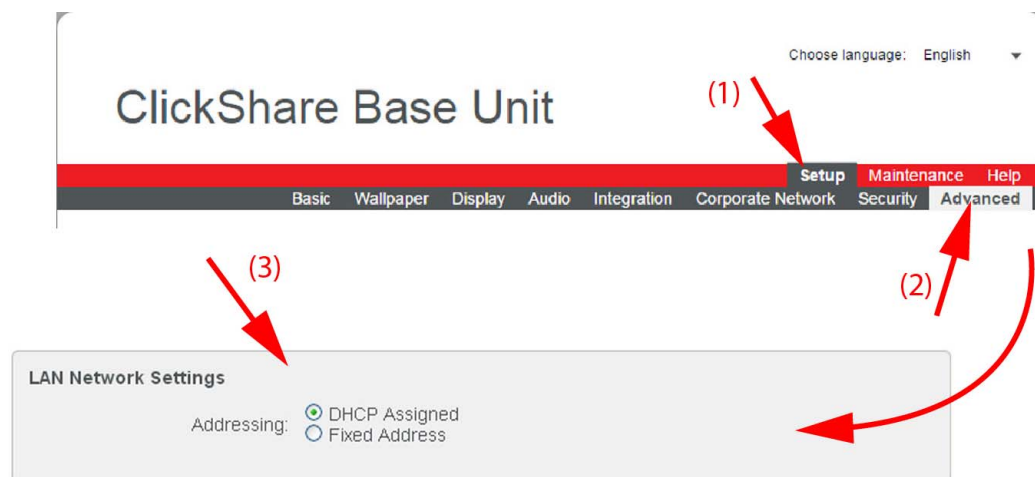 Choose language: English
ClickShare Base Unit
(1)
Setup Maintenance Help
Basic Wallpaper Display Audio Integration Corporate Network Security Advanced
(2)
(3)
LAN Network Settings
Addressing: DHCP Assigned
Fixed Address